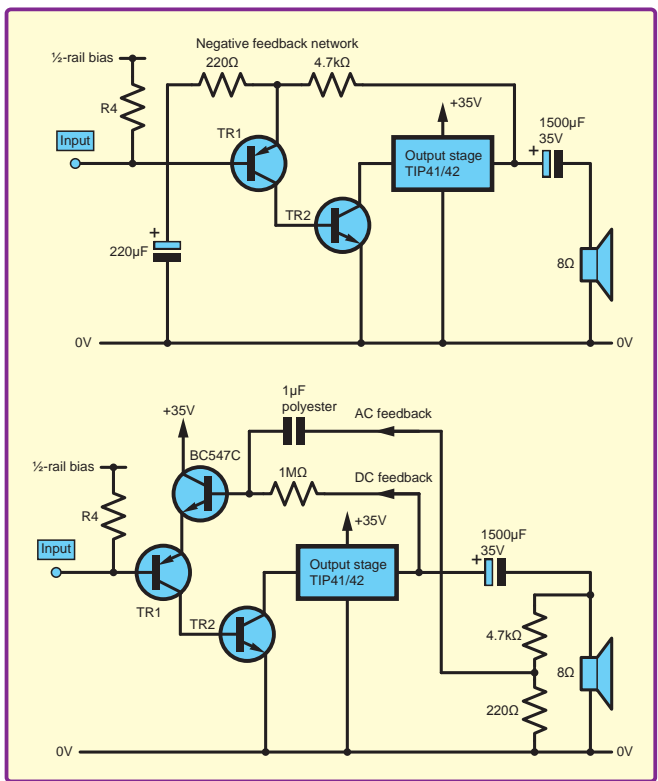 Negative feedback network
½-rail bias
220Ω
4.7kΩ
R4
+35V
1500µF
35V
+
TR1
Input
Output stage
TIP41/42
TR2
+
220µF
8Ω
0V
0V
1µF
polyester
AC feedback
+35V
BC547C
½-rail bias
1MΩ
DC feedback
R4
+35V
1500µF
35V
+
Input
Output stage
TIP41/42
TR1
TR2
4.7kΩ
8Ω
220Ω
0V
0V